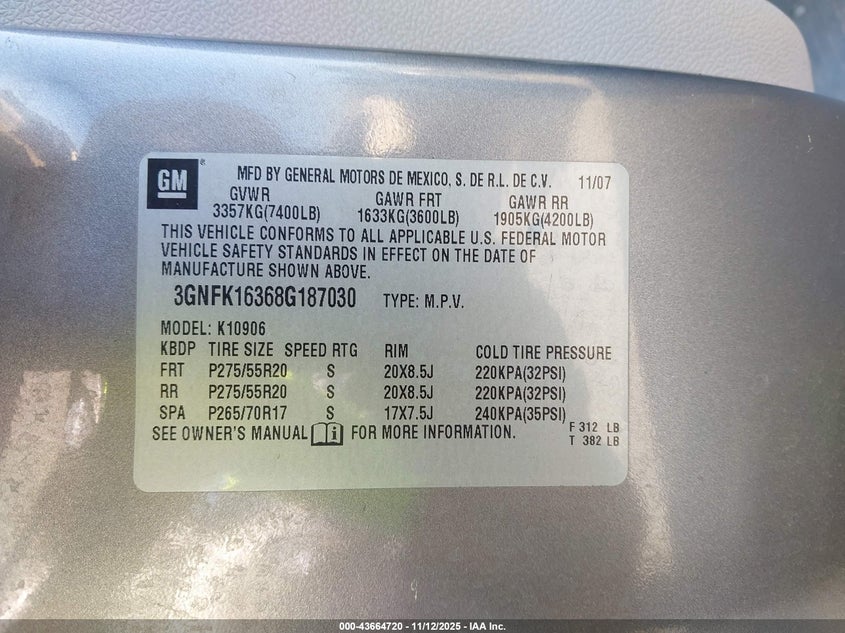 GM ®
MFD BY GENERAL MOTORS DE MEXICO, S. DE R.L. DE C.V. 11/07
GVWR GAWR FRT GAWR RR
3357KG(7400LB) 1633KG(3600LB) 1905KG(4200LB)
THIS VEHICLE CONFORMS TO ALL APPLICABLE U.S. FEDERAL MOTOR
VEHICLE SAFETY STANDARDS IN EFFECT ON THE DATE OF
MANUFACTURE SHOWN ABOVE.
3GNFK16368G187030 TYPE: M.P.V.
MODEL: K10906
KBDP TIRE SIZE SPEED RTG RIM COLD TIRE PRESSURE
FRT P275/55R20 S 20X8.5J 220KPA(32PSI)
RR P275/55R20 S 20X8.5J 220KPA(32PSI)
SPA P265/70R17 S 17X7.5J 240KPA(35PSI)
SEE OWNER'S MANUAL i FOR MORE INFORMATION. F 312 LB
T 382 LB
000-43664720 — 11/12/2025 — IAA Inc.